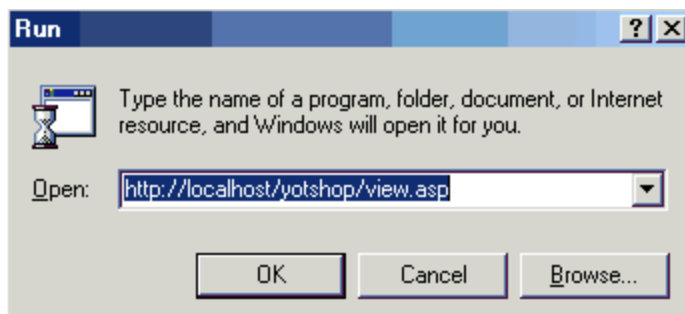 Run
Type the name of a program, folder, document, or Internet
resource, and Windows will open it for you.
Open: http://localhost/yotshop/view.asp
OK Cancel Browse...